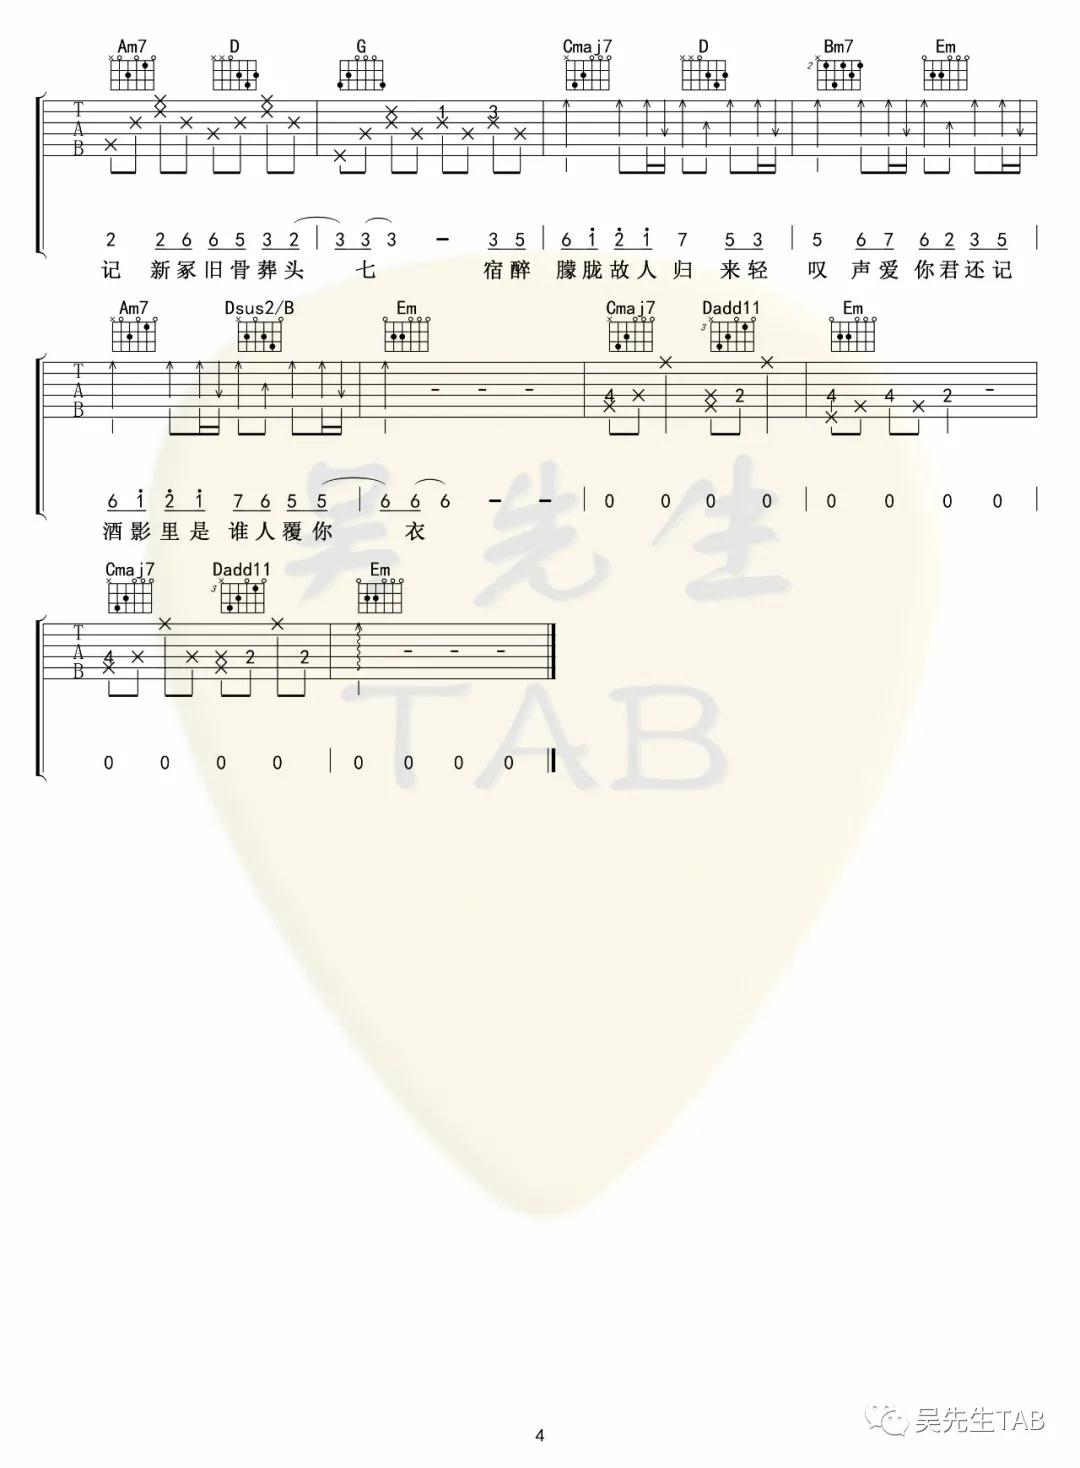 Am7 D G Cmaj7 D Bm7 Em
2 2
T 1 3
A
B
2 2 6 6 5 3 2 | 3 3 3 - 3 5 | 6 1 2 1 7 5 3 | 5 6 7 6 2 3 5 |
记 新冢旧骨葬头 七 宿醉 朦胧故人归 来轻 叹 声爱你君还记
Am7 Dsus2/B Em Cmaj7 Dadd11 Em
3
T
A - - - 4 2 4 4 2 -
B
6 1 2 1 7 6 5 5 | 6 6 6 - - | 0 0 0 0 | 0 0 0 0 |
酒影里是 谁人覆你 衣
吴先生
Cmaj7 Dadd11 Em
3
T
A 4 2 2 - - -
B
TAB
0 0 0 0 | 0 0 0 0
吴先生TAB
4